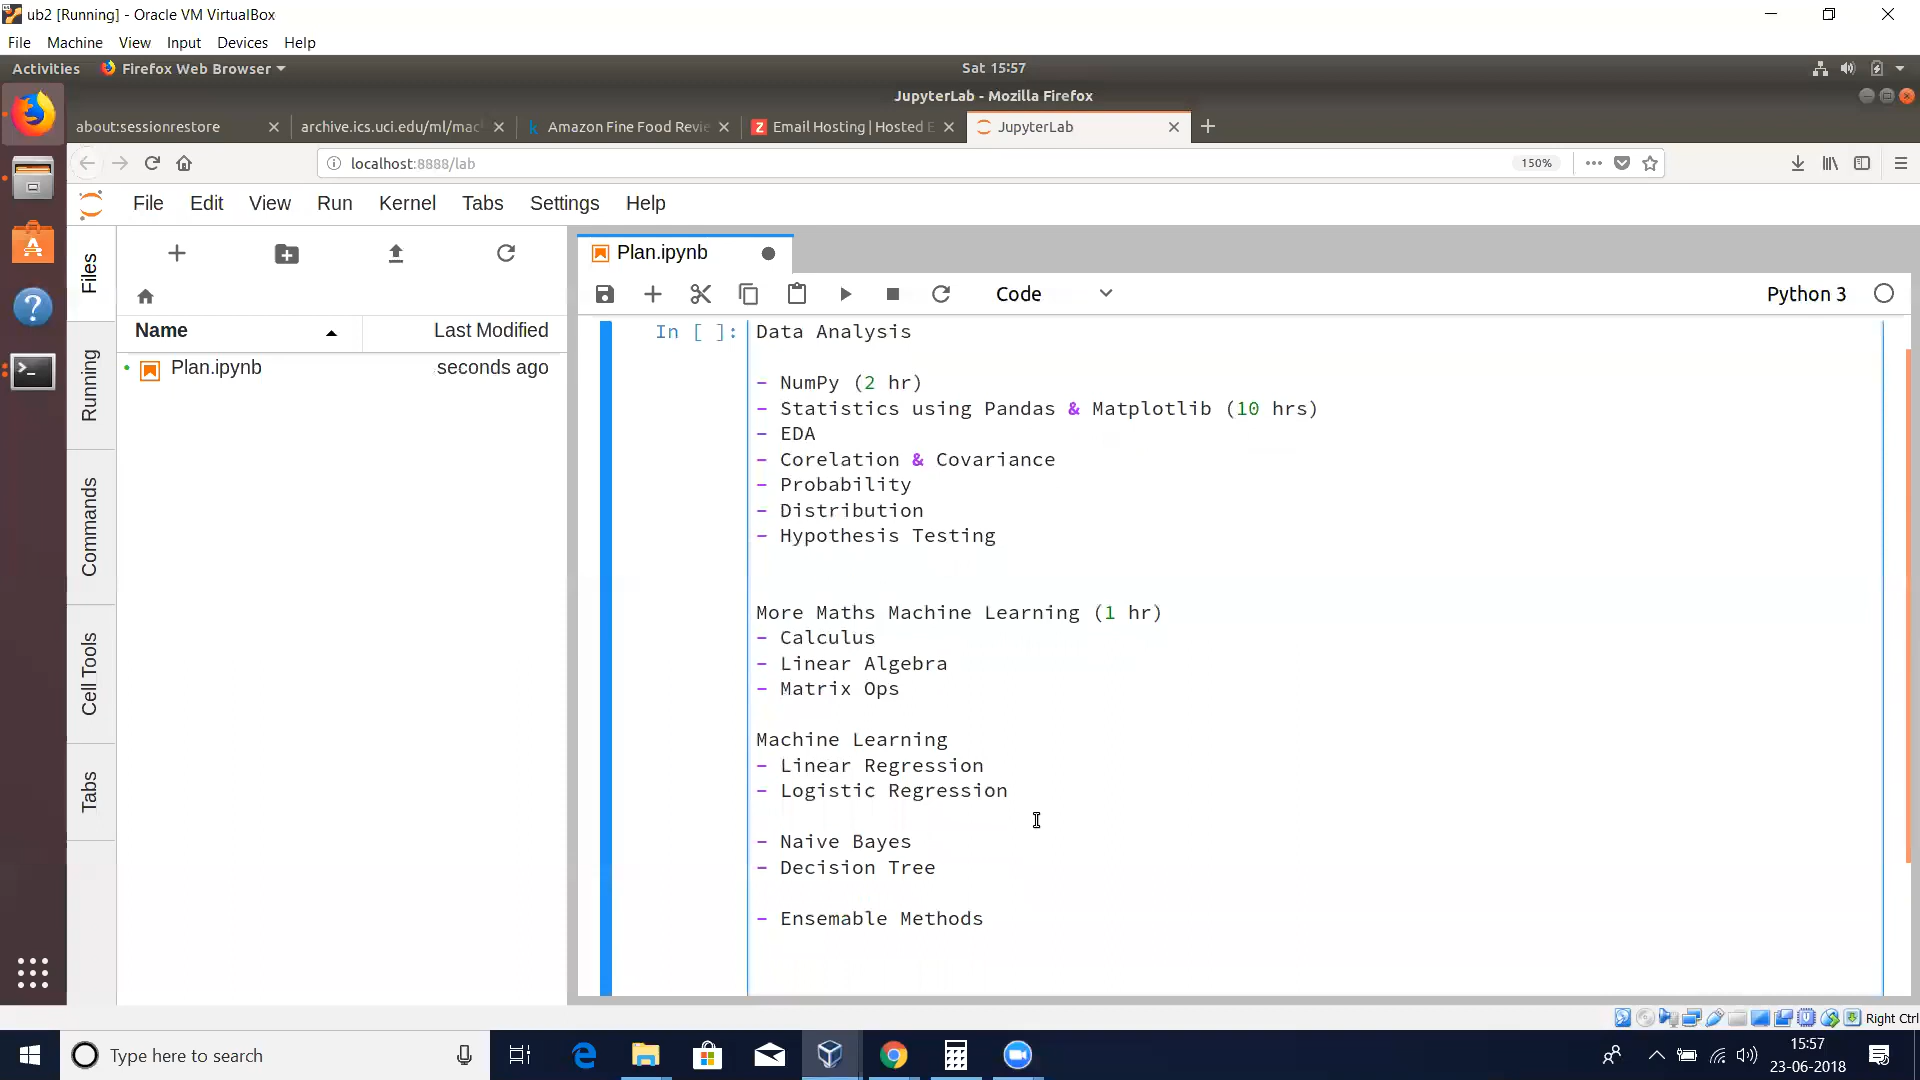 ub2 [Running] - Oracle VM VirtualBox
File Machine View Input Devices Help
Activities Firefox Web Browser Sat 15:57
JupyterLab - Mozilla Firefox
about:sessionrestore archive.ics.uci.edu/ml/mac Amazon Fine Food Revie Email Hosting | Hosted E JupyterLab
localhost:8888/lab 150%
File Edit View Run Kernel Tabs Settings Help
Files
Running
Commands
Cell Tools
Tabs
Name Last Modified
Plan.ipynb seconds ago
Plan.ipynb
Code Python 3
In [ ]: Data Analysis
- NumPy (2 hr)
- Statistics using Pandas & Matplotlib (10 hrs)
- EDA
- Corelation & Covariance
- Probability
- Distribution
- Hypothesis Testing
More Maths Machine Learning (1 hr)
- Calculus
- Linear Algebra
- Matrix Ops
Machine Learning
- Linear Regression
- Logistic Regression
- Naive Bayes
- Decision Tree
- Ensemable Methods
Right Ctrl
Type here to search
15:57
23-06-2018